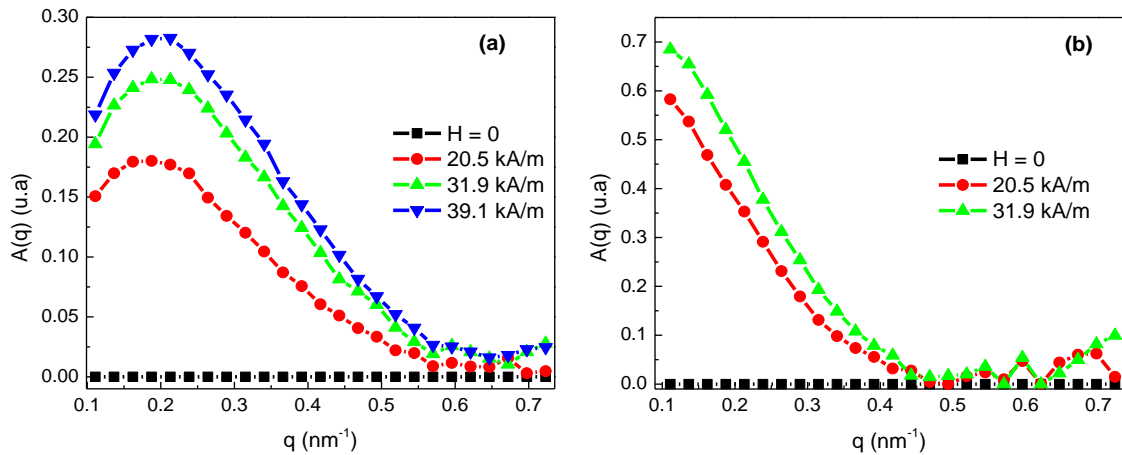 0.30
0.25
0.20
0.15
0.10
0.05
0.00
A(q) (u.a)
(a)
H = 0
20.5 kA/m
31.9 kA/m
39.1 kA/m
0.1 0.2 0.3 0.4 0.5 0.6 0.7
q (nm⁻¹)
0.7
0.6
0.5
0.4
0.3
0.2
0.1
0.0
A(q) (u.a)
(b)
H = 0
20.5 kA/m
31.9 kA/m
0.1 0.2 0.3 0.4 0.5 0.6 0.7
q (nm⁻¹)